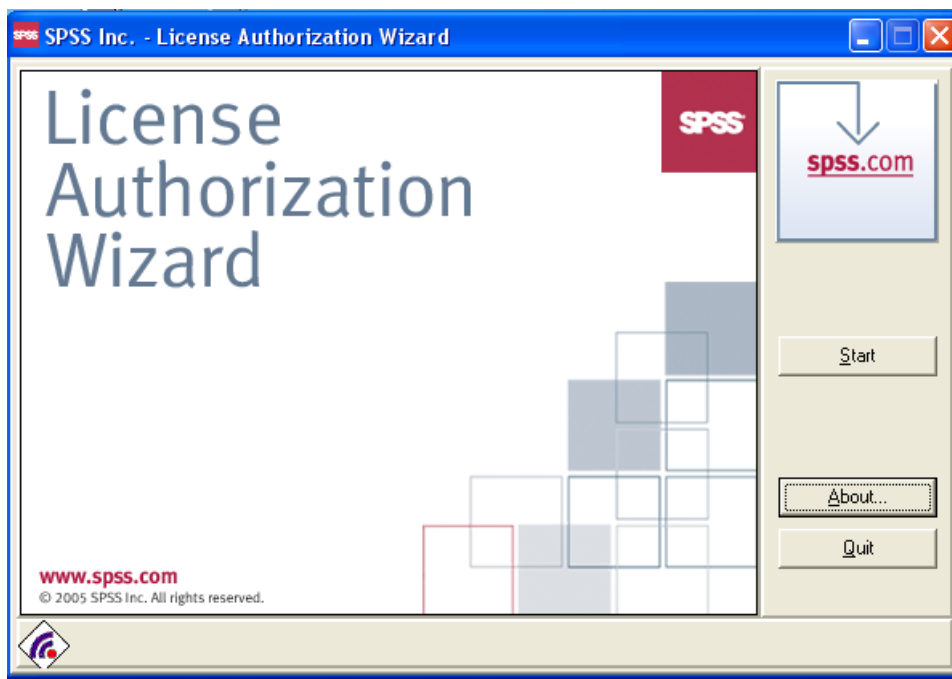 SPSS Inc. - License Authorization Wizard
License
Authorization
Wizard
SPSS
spss.com
Start
About...
Quit
www.spss.com
© 2005 SPSS Inc. All rights reserved.